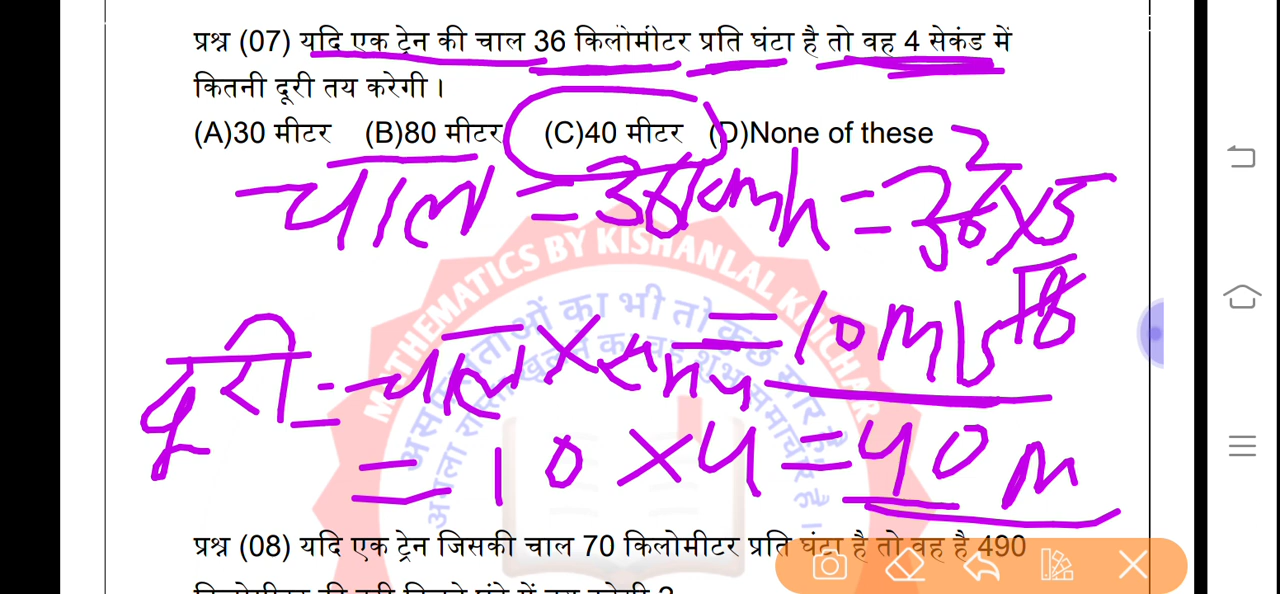 प्रश्न (07) यदि एक ट्रेन की चाल 36 किलोमीटर प्रति घंटा है तो वह 4 सेकंड में
कितनी दूरी तय करेगी ।
(A)30 मीटर (B)80 मीटर (C)40 मीटर (D)None of these
चाल = 36kmh = 36 × 5
2
18
= 10 m/s
दूरी = चाल × समय
= 10 × 4 = 40 m
MATHEMATICS BY KISHANLAL
प्रश्न (08) यदि एक ट्रेन जिसकी चाल 70 किलोमीटर प्रति घंटा है तो वह है 490